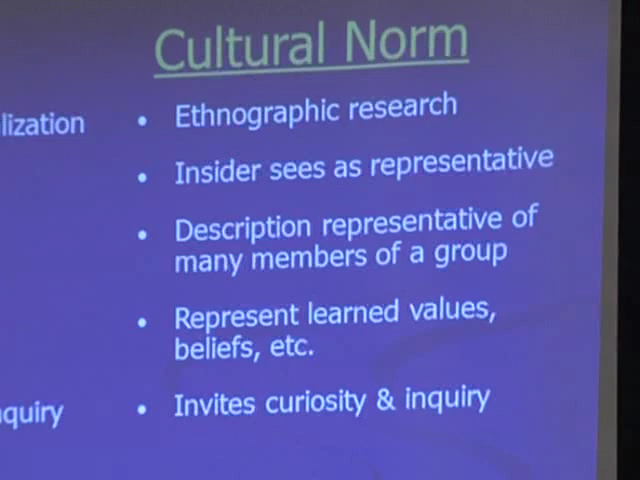 Cultural Norm
lization
• Ethnographic research
• Insider sees as representative
• Description representative of
many members of a group
• Represent learned values,
beliefs, etc.
nquiry
• Invites curiosity & inquiry